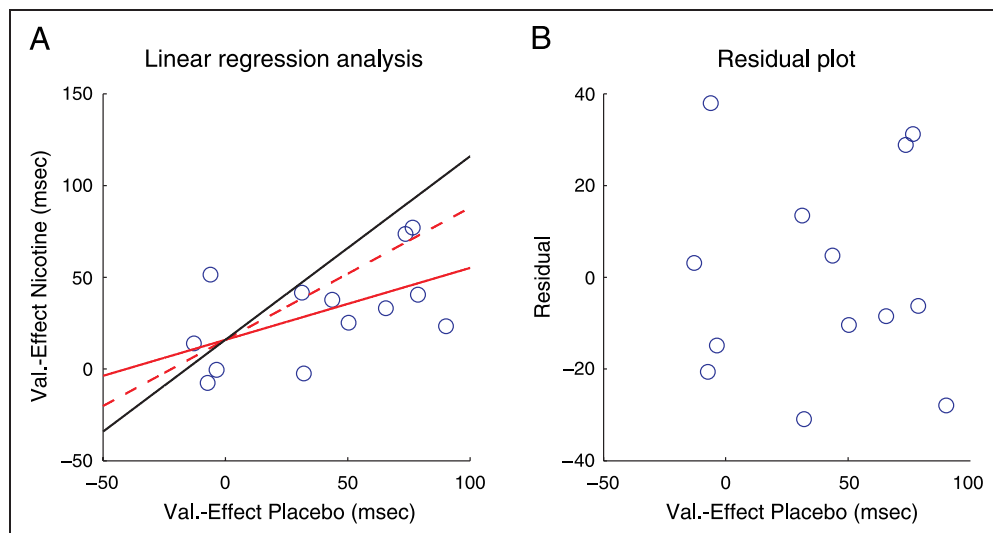 A
Linear regression analysis
Val.-Effect Nicotine (msec)
150
100
50
0
−50
−50 0 50 100
Val.-Effect Placebo (msec)
B
Residual plot
Residual
40
20
0
−20
−40
−50 0 50 100
Val.-Effect Placebo (msec)